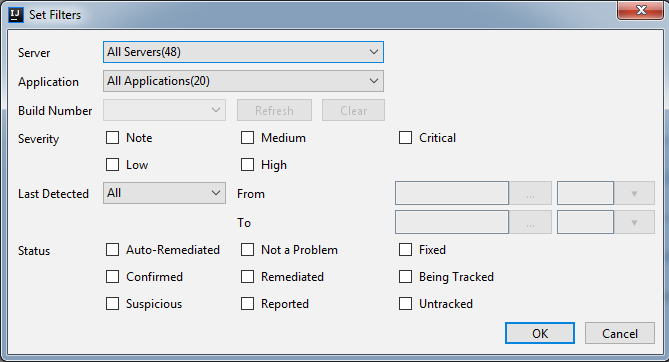 IJ Set Filters
Server All Servers(48)
Application All Applications(20)
Build Number Refresh Clear
Severity Note Medium Critical
Low High
Last Detected All From ...
To ...
Status Auto-Remediated Not a Problem Fixed
Confirmed Remediated Being Tracked
Suspicious Reported Untracked
OK Cancel